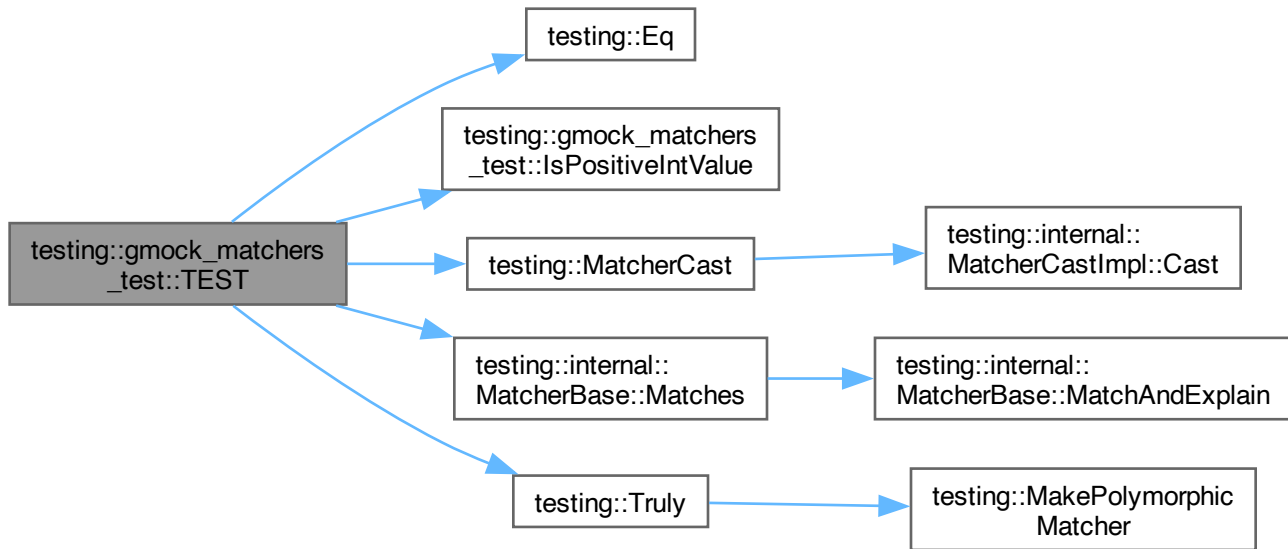 testing::Eq
testing::gmock_matchers
_test::IsPositiveIntValue
testing::gmock_matchers
_test::TEST
testing::MatcherCast
testing::internal::
MatcherCastImpl::Cast
testing::internal::
MatcherBase::Matches
testing::internal::
MatcherBase::MatchAndExplain
testing::Truly
testing::MakePolymorphic
Matcher